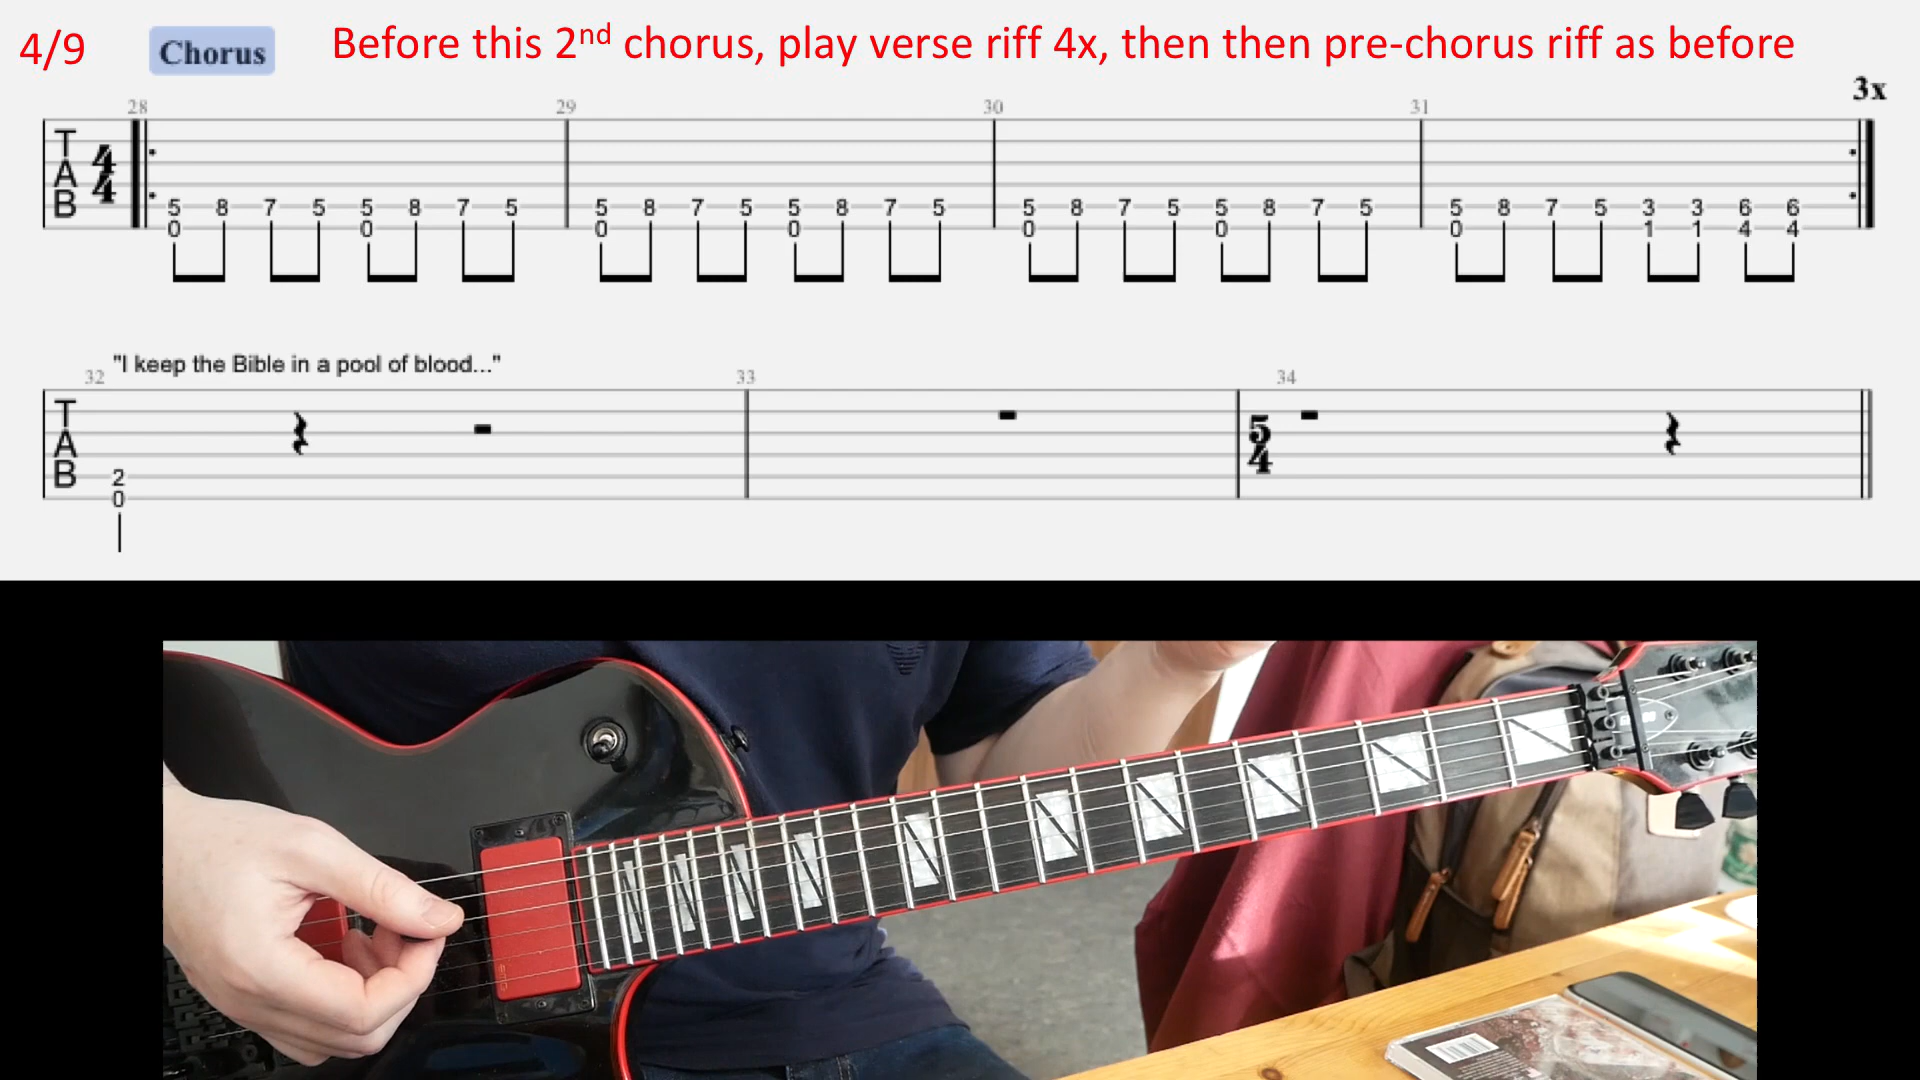 4/9 Chorus Before this 2nd chorus, play verse riff 4x, then then pre-chorus riff as before
3x
28 29 30 31
T
A
B
4
4
5 8 7 5 5 8 7 5 5 8 7 5 5 8 7 5 5 8 7 5 5 8 7 5 5 8 7 5 3 3 6 6
0 0 0 0 0 0 0 1 1 4 4
"I keep the Bible in a pool of blood..."
32 33 34
T
A
B
5
4
2
0